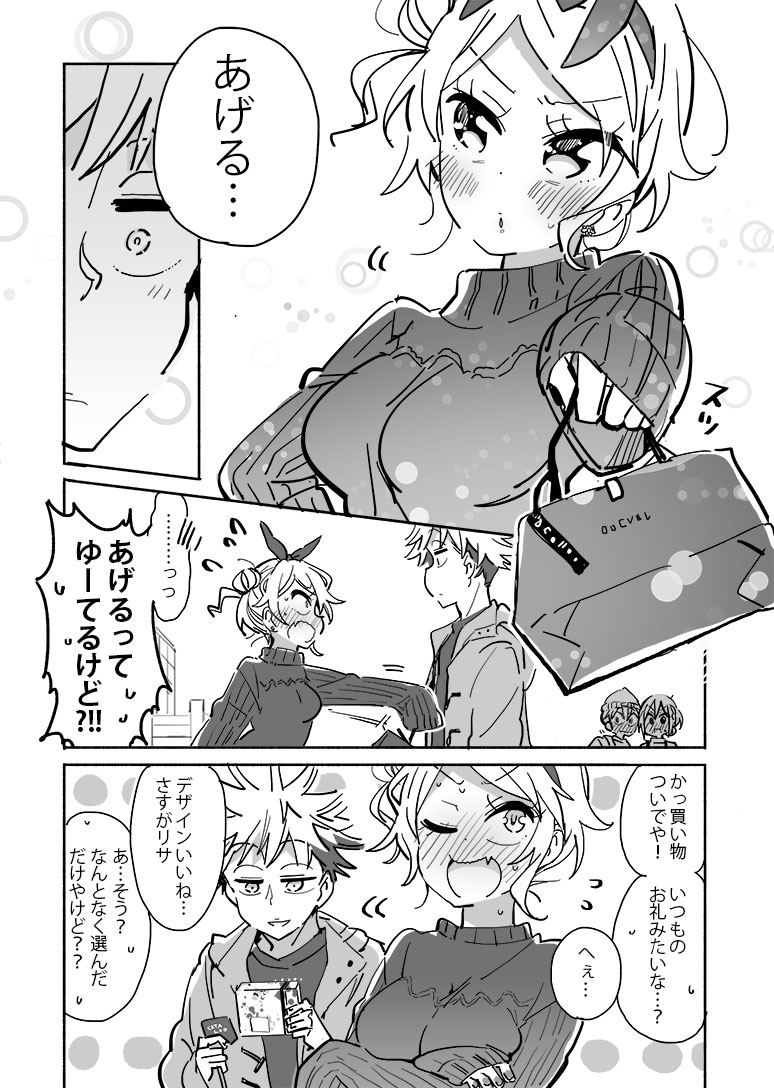 あげる…
スッ
………っっ
あげるって
ゆーてるけど?!!
かっ買い物
ついでや！
いつもの
お礼みたいな…？
へぇ…
デザインいいね…
さすがリサ
あ…そう？
なんとなく選んだ
だけやけど？？